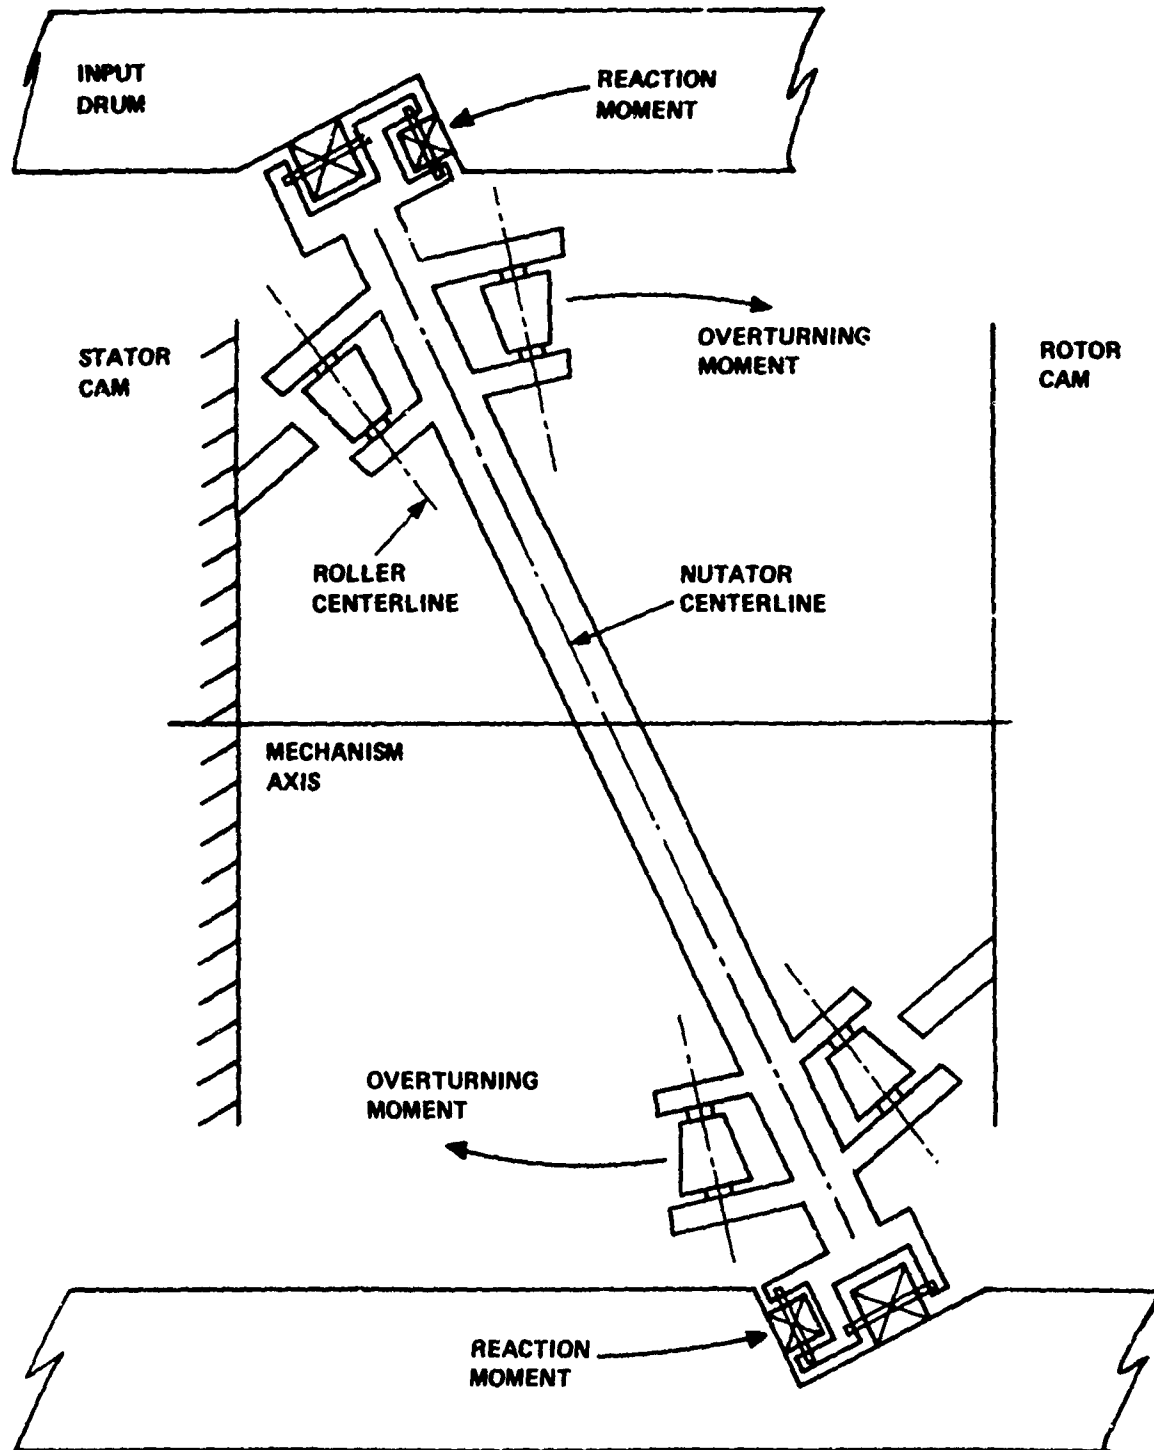 INPUT
DRUM
REACTION
MOMENT
OVERTURNING
MOMENT
STATOR
CAM
ROTOR
CAM
ROLLER
CENTERLINE
NUTATOR
CENTERLINE
MECHANISM
AXIS
OVERTURNING
MOMENT
REACTION
MOMENT